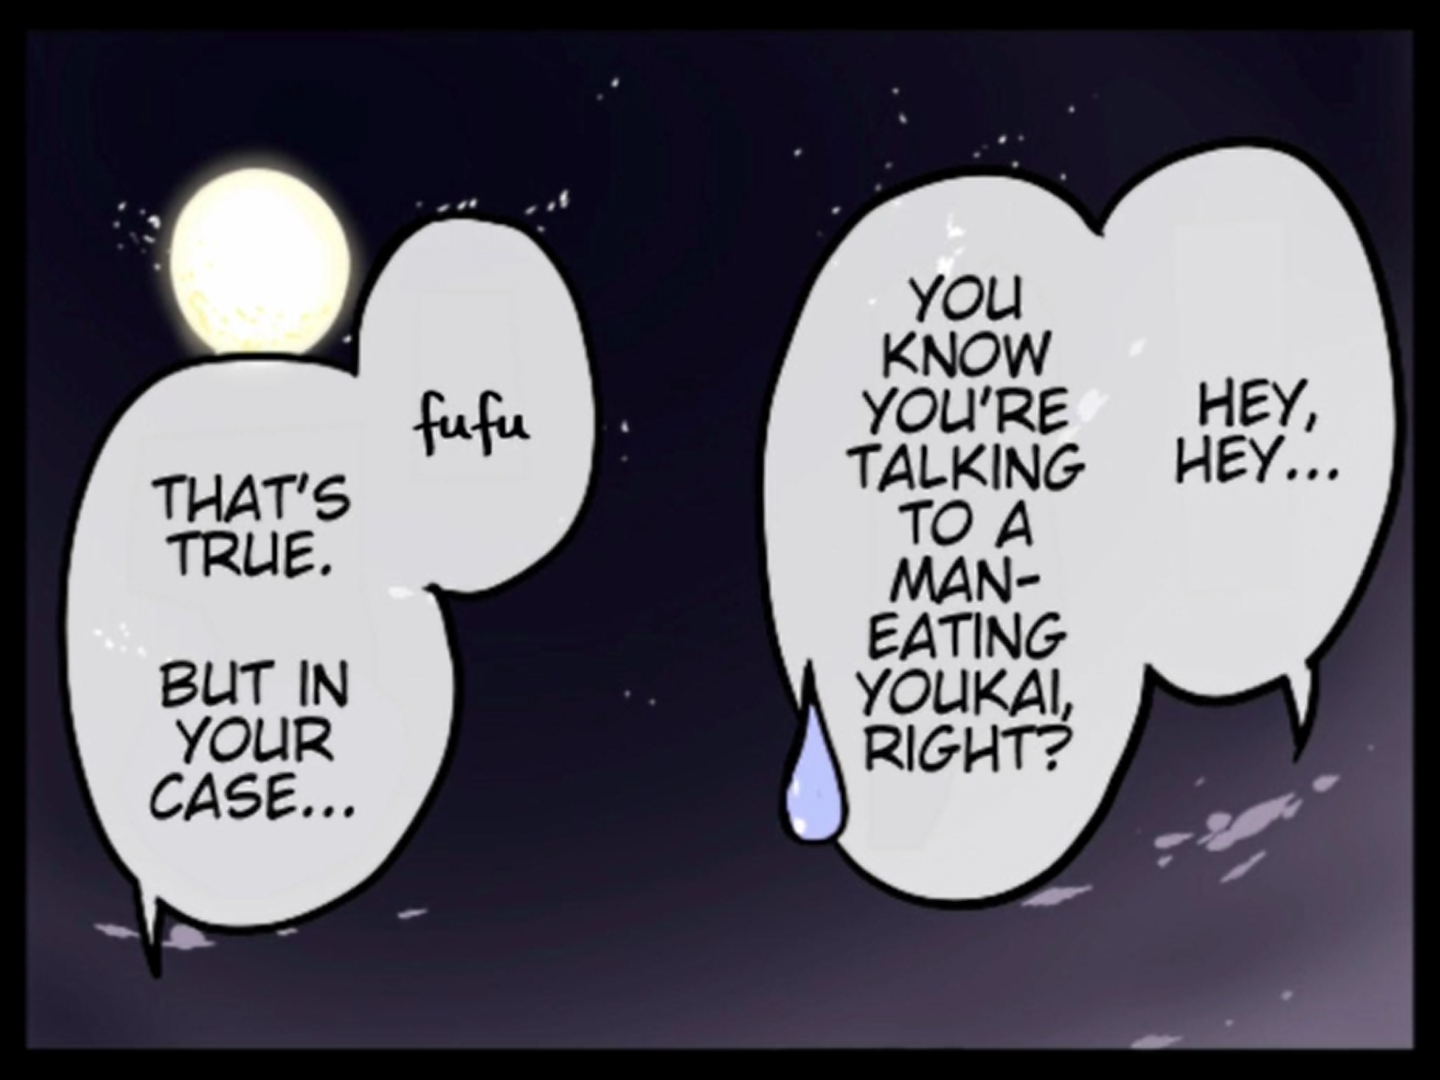 HEY,
HEY...
YOU
KNOW
YOU'RE
TALKING
TO A
MAN-
EATING
YOUKAI,
RIGHT?
fufu
THAT'S
TRUE.
BUT IN
YOUR
CASE...